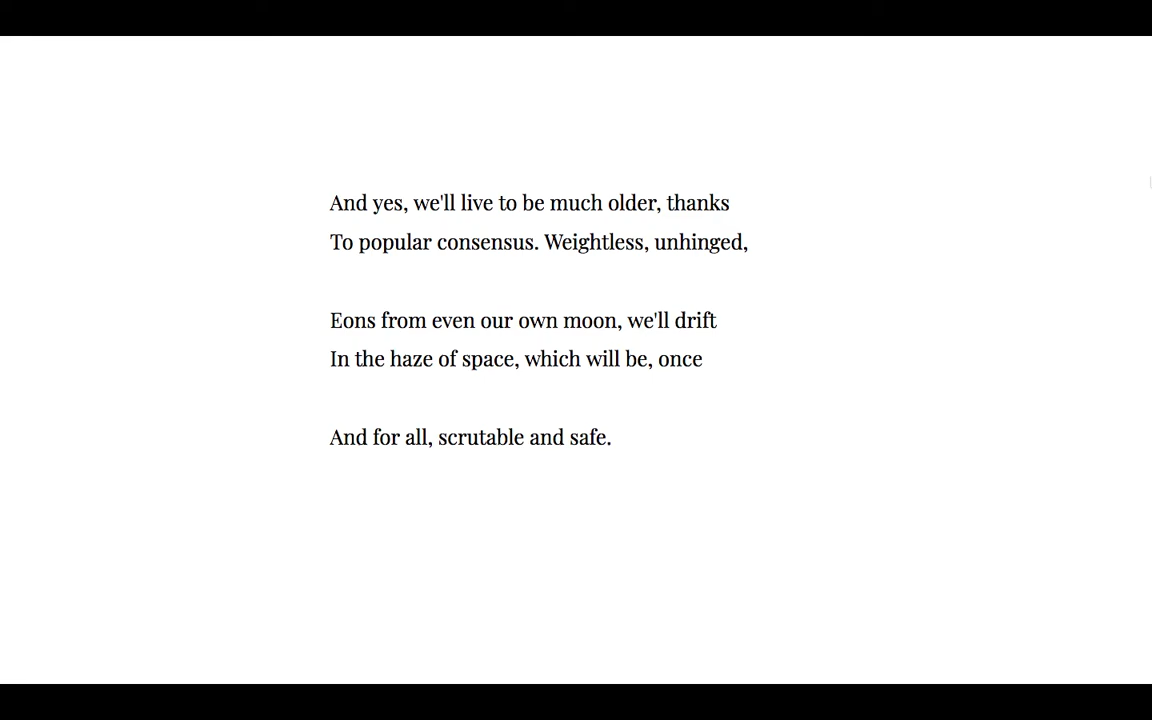 And yes, we'll live to be much older, thanks
To popular consensus. Weightless, unhinged,
Eons from even our own moon, we'll drift
In the haze of space, which will be, once
And for all, scrutable and safe.